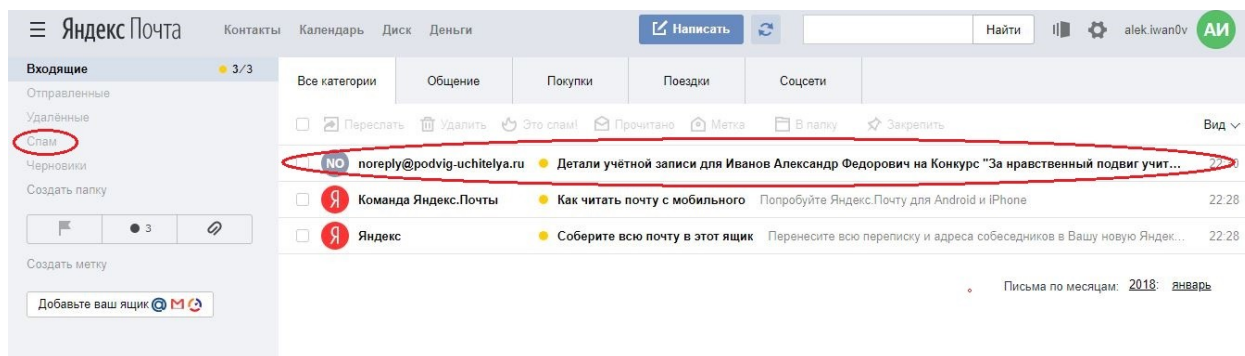 Яндекс Почта Контакты Календарь Диск Деньги Написать Найти alek.iwan0v АИ
Входящие 3/3
Отправленные
Удалённые
Спам
Черновики
Создать папку
3
Создать метку
Добавьте ваш ящик
Все категории Общение Покупки Поездки Соцсети
Переслать Удалить Это спам! Прочитано Метка В папку Закрепить Вид
NO noreply@podvig-uchitelya.ru Детали учётной записи для Иванов Александр Федорович на Конкурс "За нравственный подвиг учит...
Я Команда Яндекс.Почты Как читать почту с мобильного Попробуйте Яндекс.Почту для Android и iPhone 22:28
Я Яндекс Соберите всю почту в этот ящик Перенесите всю переписку и адреса собеседников в Вашу новую Яндек... 22:28
Письма по месяцам: 2018: январь